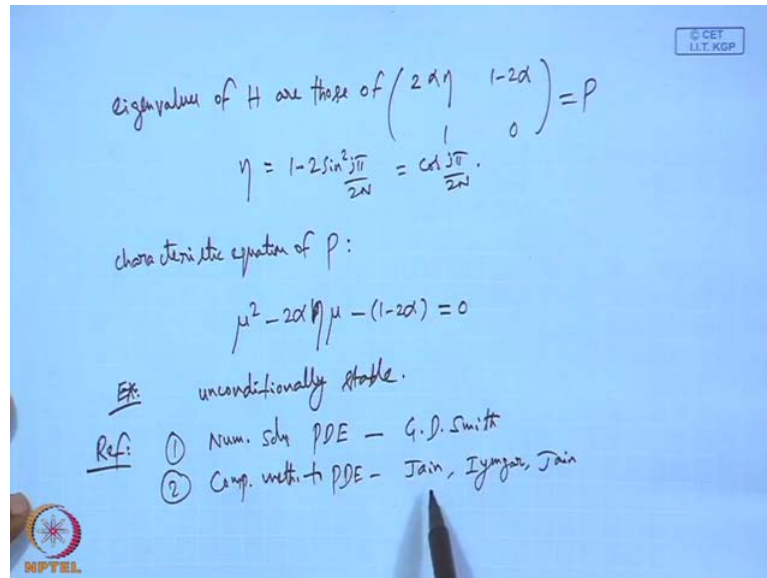 © CET
I.I.T. KGP
eigenvalues of H are those of ( 2αη 1-2α ) = P
1 0
η = 1-2sin² jπ/2N = cos jπ/2N.
characteristic equation of P:
μ² - 2αημ - (1-2α) = 0
Ex: unconditionally stable.
Ref: ① Num. soln PDE - G.D. Smith
② Comp. meth. to PDE - Jain, Iyengar, Jain
NPTEL